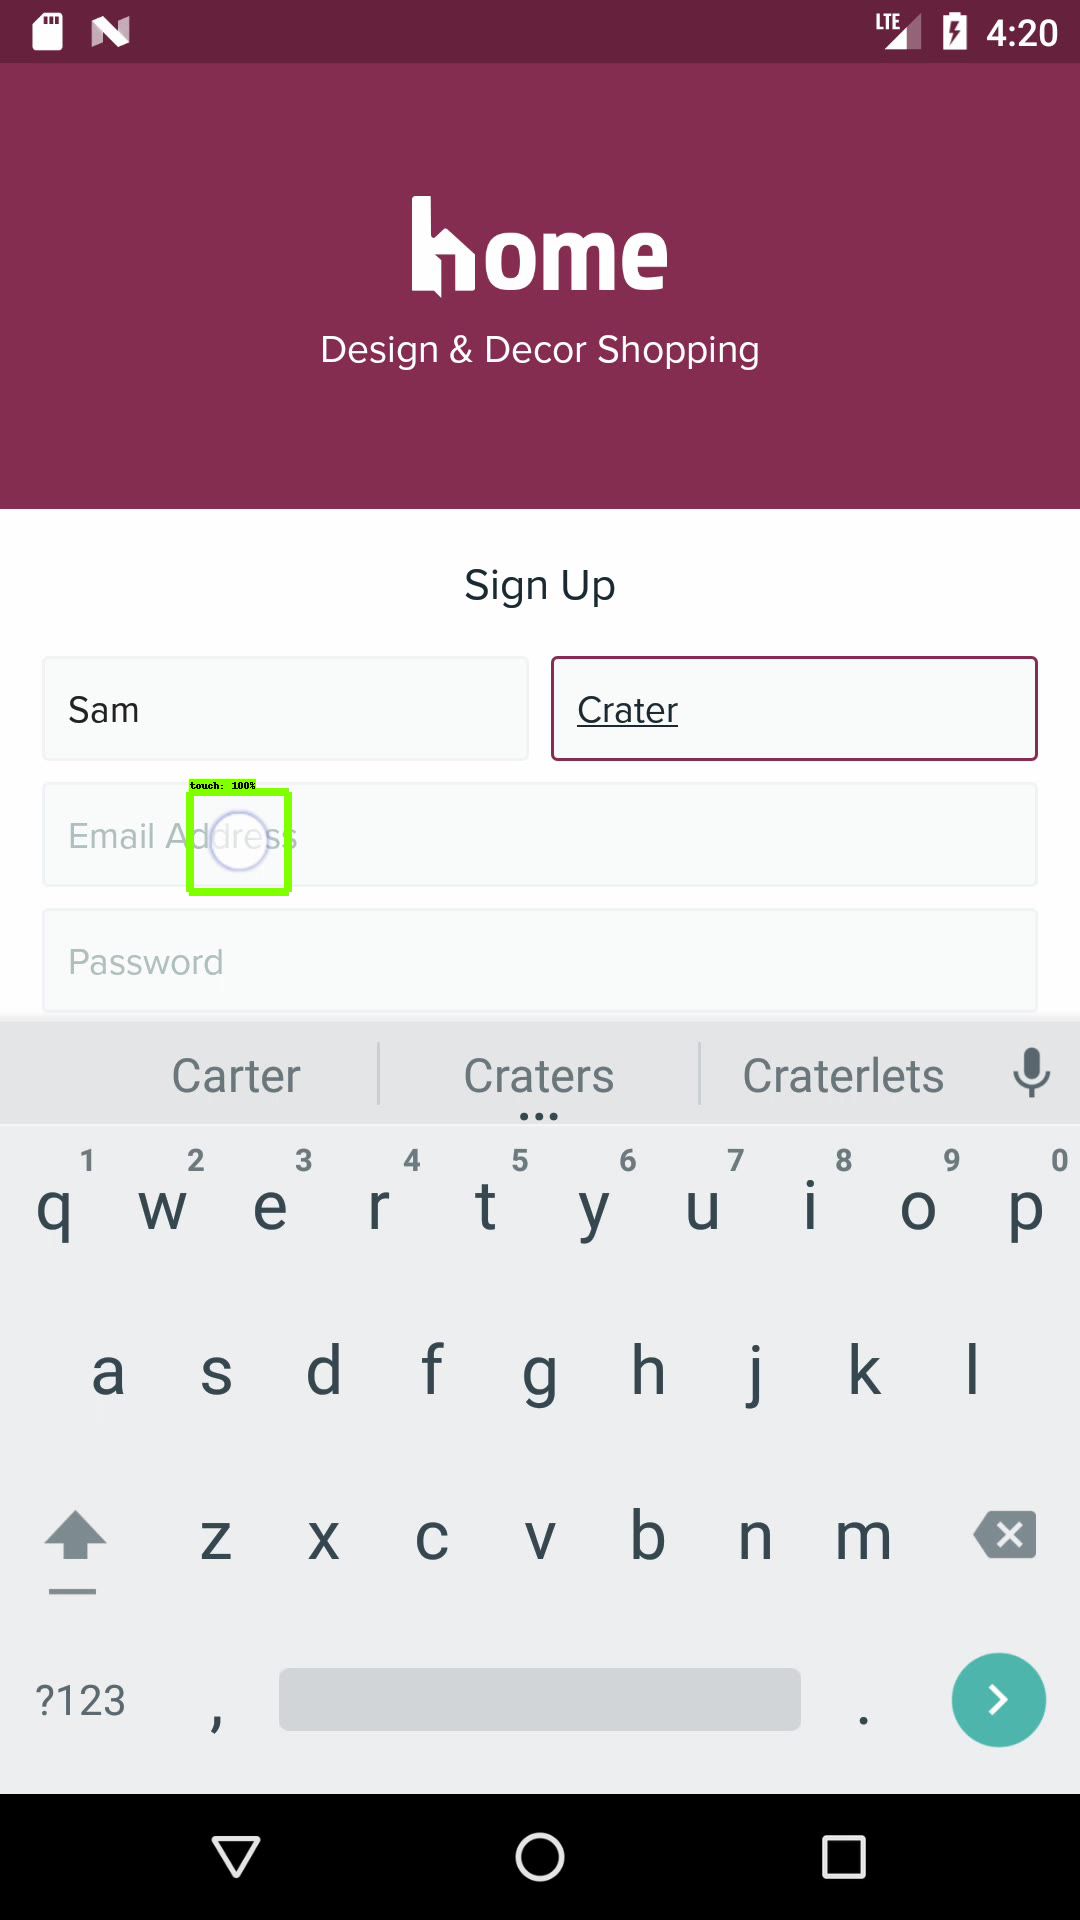 LTE 4:20
home
Design & Decor Shopping
Sign Up
Sam Crater
touch: 100%
Email Address
Password
Carter Craters Craterlets
1 2 3 4 5 6 7 8 9 0
q w e r t y u i o p
a s d f g h j k l
z x c v b n m
?123 , .